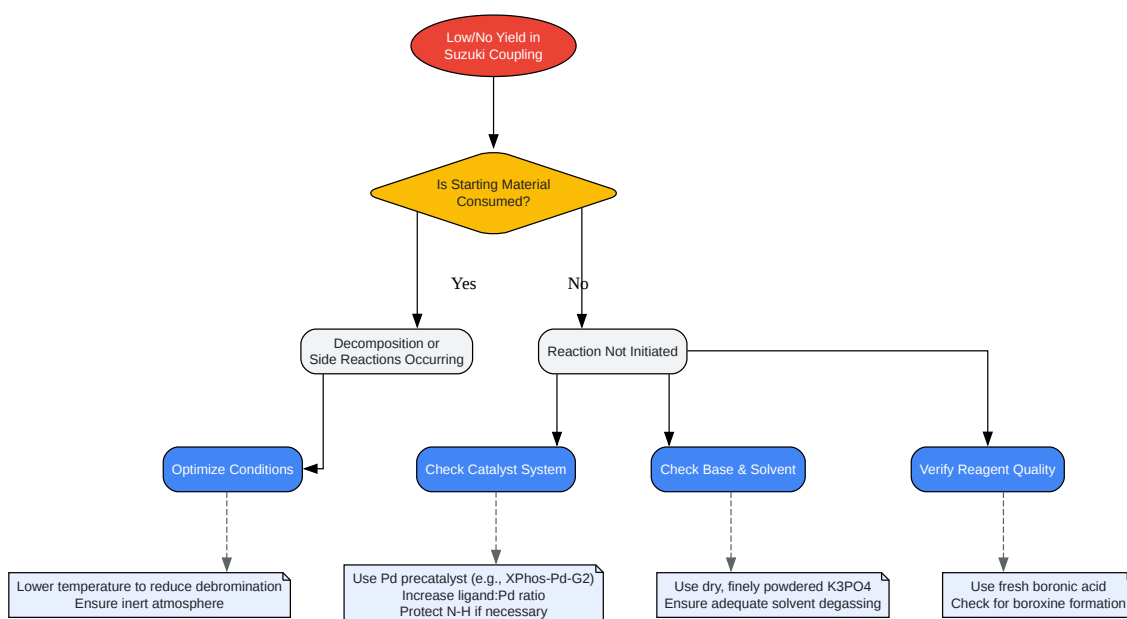 Low/No Yield in
Suzuki Coupling
Is Starting Material
Consumed?
Yes
No
Decomposition or
Side Reactions Occurring
Reaction Not Initiated
Optimize Conditions
Check Catalyst System
Check Base & Solvent
Verify Reagent Quality
Lower temperature to reduce debromination
Ensure inert atmosphere
Use Pd precatalyst (e.g., XPhos-Pd-G2)
Increase ligand:Pd ratio
Protect N-H if necessary
Use dry, finely powdered K3PO4
Ensure adequate solvent degassing
Use fresh boronic acid
Check for boroxine formation